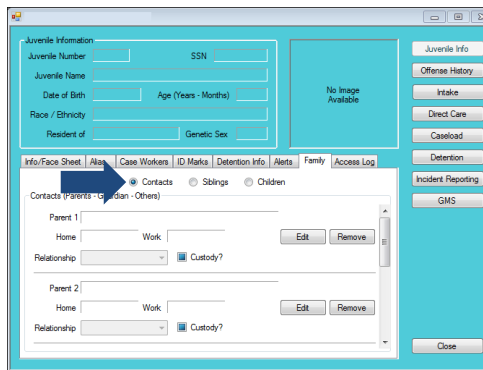 Juvenile Information
Juvenile Number SSN
Juvenile Name
Date of Birth Age (Years - Months)
Race / Ethnicity
Resident of Genetic Sex
No Image
Available
Juvenile Info
Offense History
Intake
Direct Care
Caseload
Detention
Incident Reporting
GMS
Close
Info/Face Sheet Alias Case Workers ID Marks Detention Info Alerts Family Access Log
Contacts Siblings Children
Contacts (Parents - Guardian - Others)
Parent 1
Home Work Edit Remove
Relationship Custody?
Parent 2
Home Work Edit Remove
Relationship Custody?